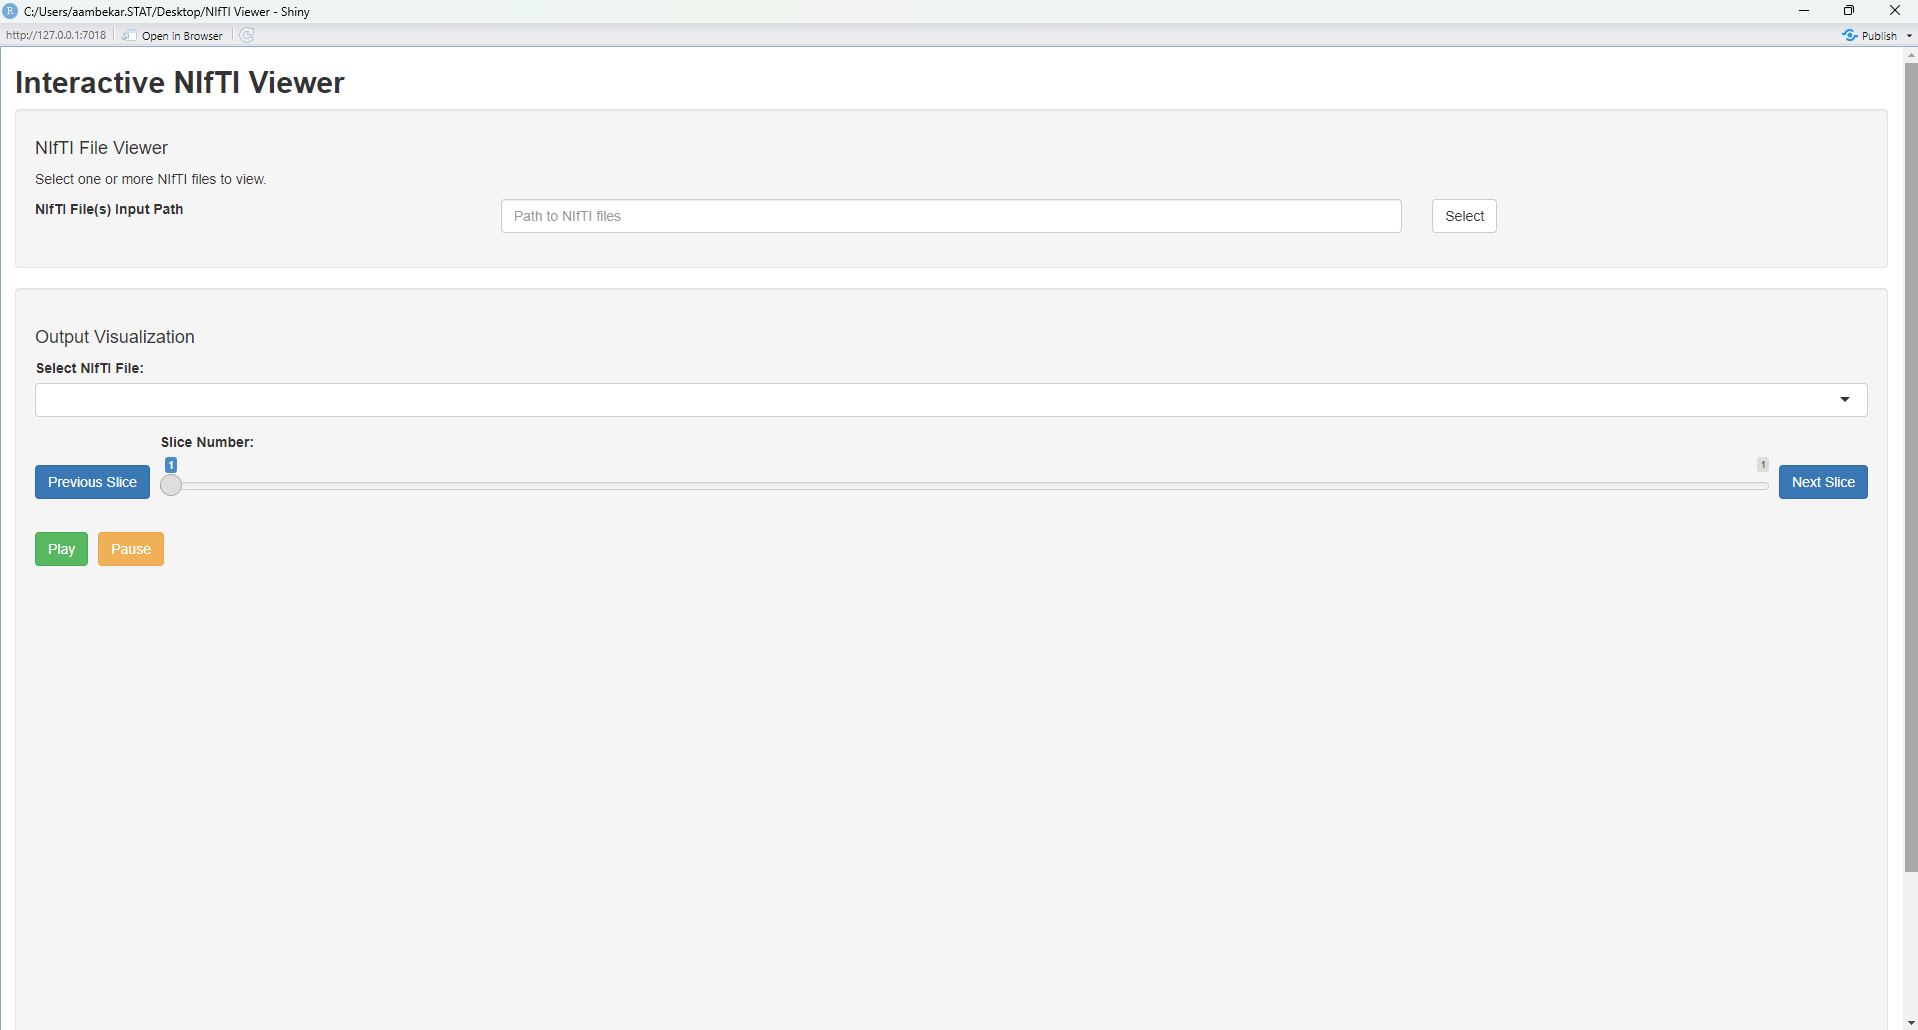 R C:/Users/aambekar.STAT/Desktop/NIfTI Viewer - Shiny
http://127.0.0.1:7018 Open in Browser Publish
Interactive NIfTI Viewer
NIfTI File Viewer
Select one or more NIfTI files to view.
NIfTI File(s) Input Path Path to NIfTI files Select
Output Visualization
Select NIfTI File:
Slice Number:
1 1
Previous Slice Next Slice
Play Pause